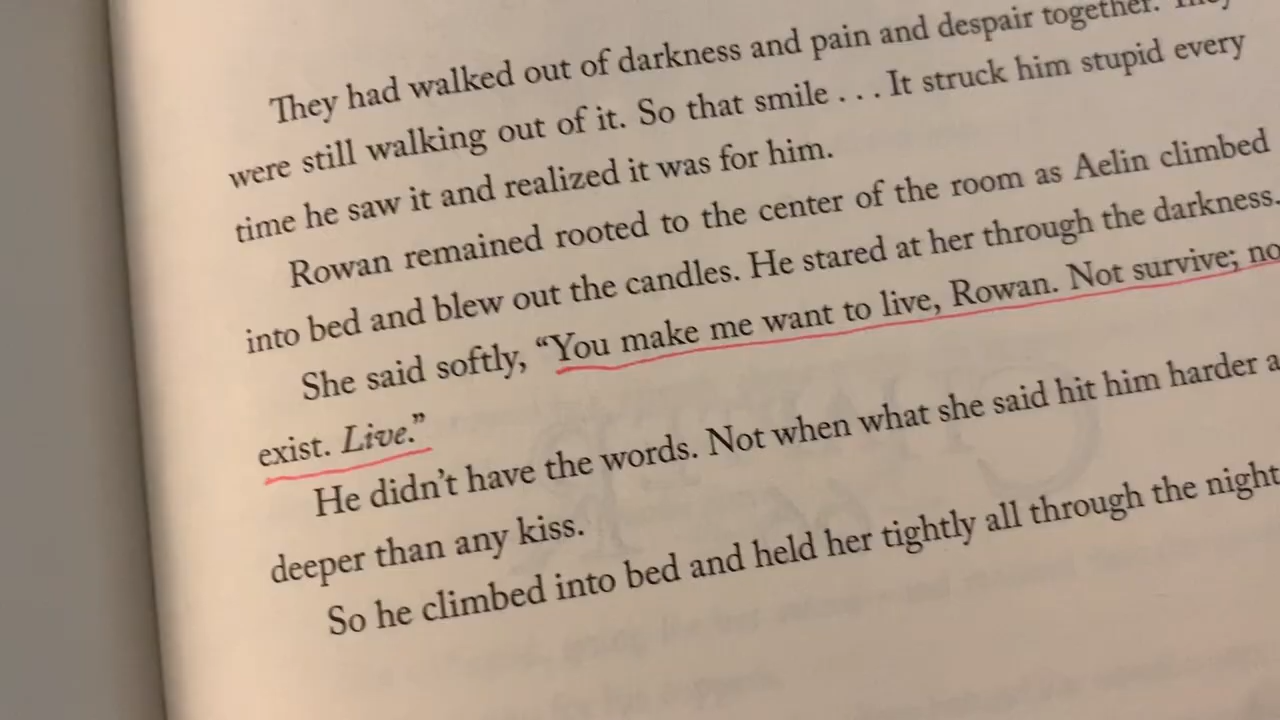 They had walked out of darkness and pain and despair together. They
were still walking out of it. So that smile . . . It struck him stupid every
time he saw it and realized it was for him.
Rowan remained rooted to the center of the room as Aelin climbed
into bed and blew out the candles. He stared at her through the darkness.
She said softly, “You make me want to live, Rowan. Not survive; no
exist. Live.”
He didn’t have the words. Not when what she said hit him harder a
deeper than any kiss.
So he climbed into bed and held her tightly all through the night